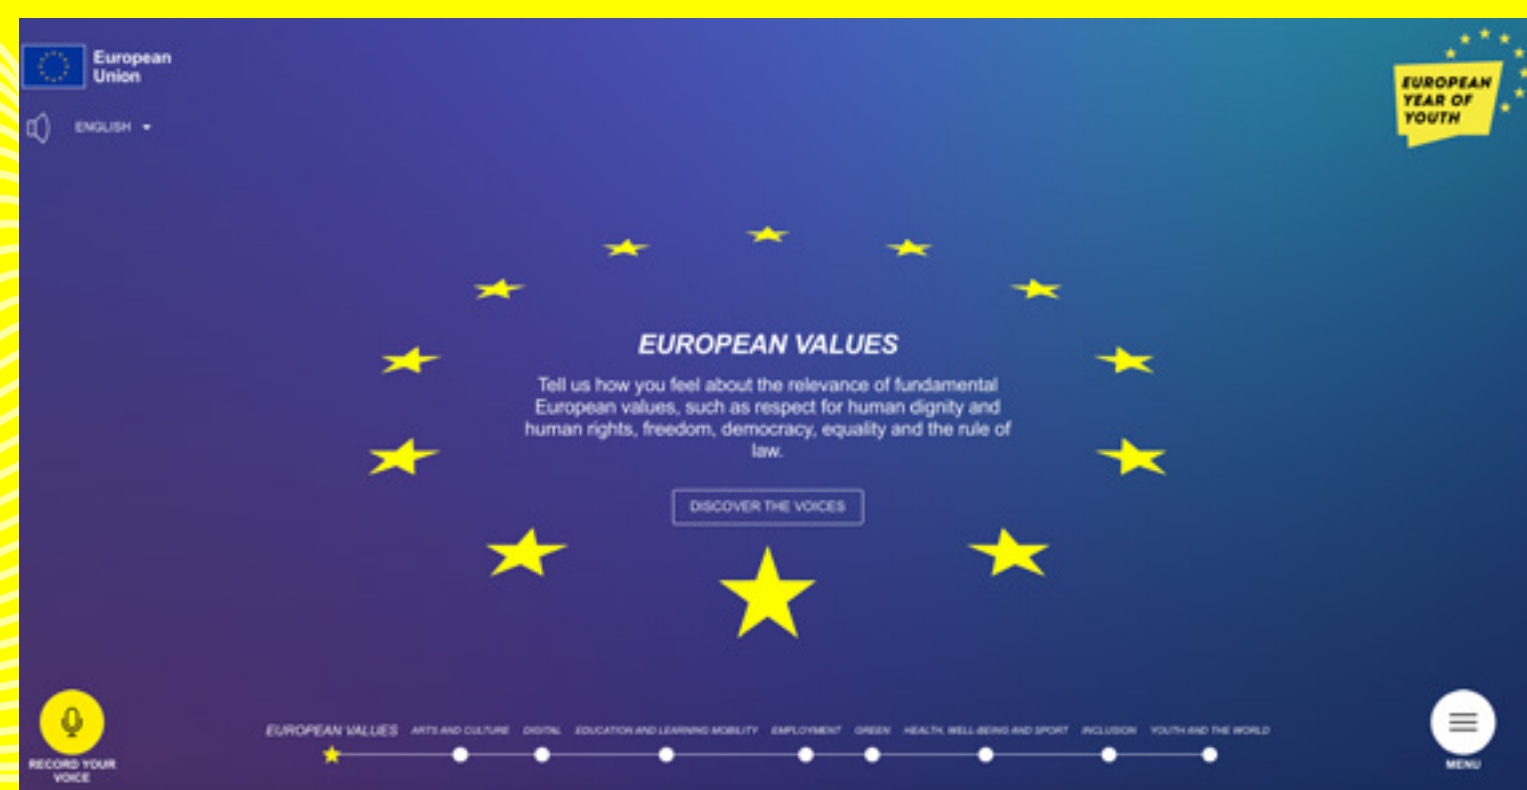 European
Union
ENGLISH
EUROPEAN
YEAR OF
YOUTH
EUROPEAN VALUES
Tell us how you feel about the relevance of fundamental
European values, such as respect for human dignity and
human rights, freedom, democracy, equality and the rule of
law.
DISCOVER THE VOICES
EUROPEAN VALUES ARTS AND CULTURE DIGITAL EDUCATION AND LEARNING MOBILITY EMPLOYMENT GREEN HEALTH, WELL-BEING AND SPORT INCLUSION YOUTH AND THE WORLD
RECORD YOUR
VOICE
MENU